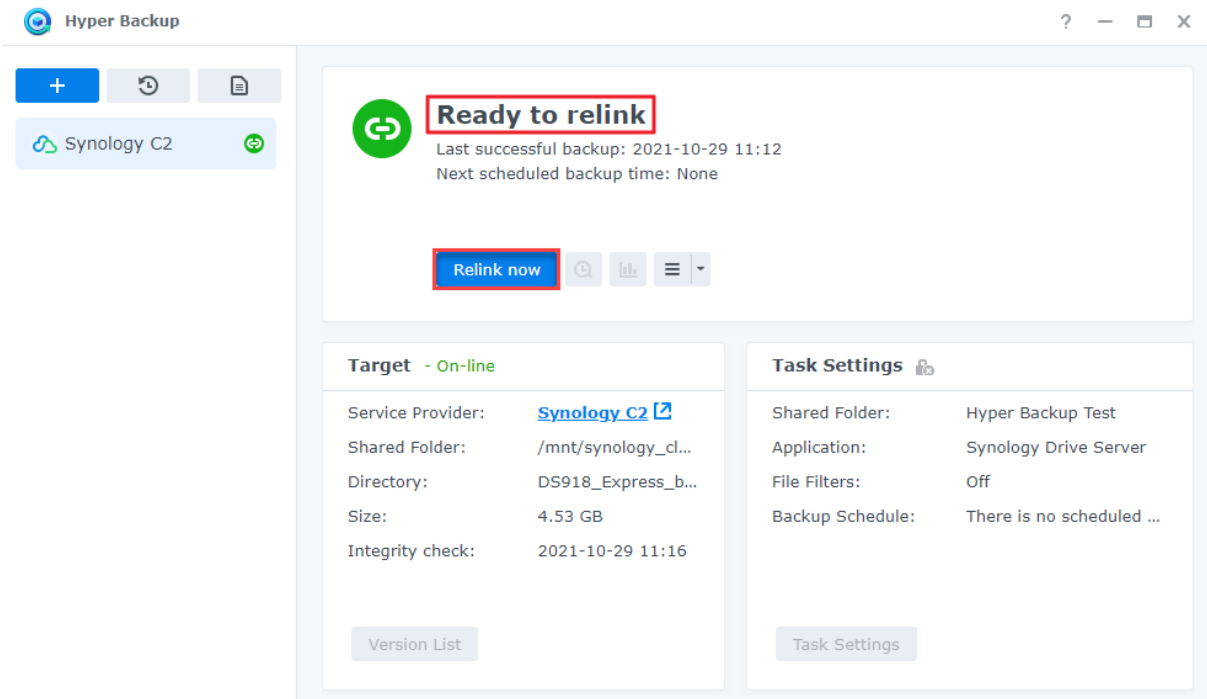 Hyper Backup
Synology C2
Ready to relink
Last successful backup: 2021-10-29 11:12
Next scheduled backup time: None
Relink now
Target - On-line
Service Provider: Synology C2
Shared Folder: /mnt/synology_cl...
Directory: DS918_Express_b...
Size: 4.53 GB
Integrity check: 2021-10-29 11:16
Version List
Task Settings
Shared Folder: Hyper Backup Test
Application: Synology Drive Server
File Filters: Off
Backup Schedule: There is no scheduled ...
Task Settings